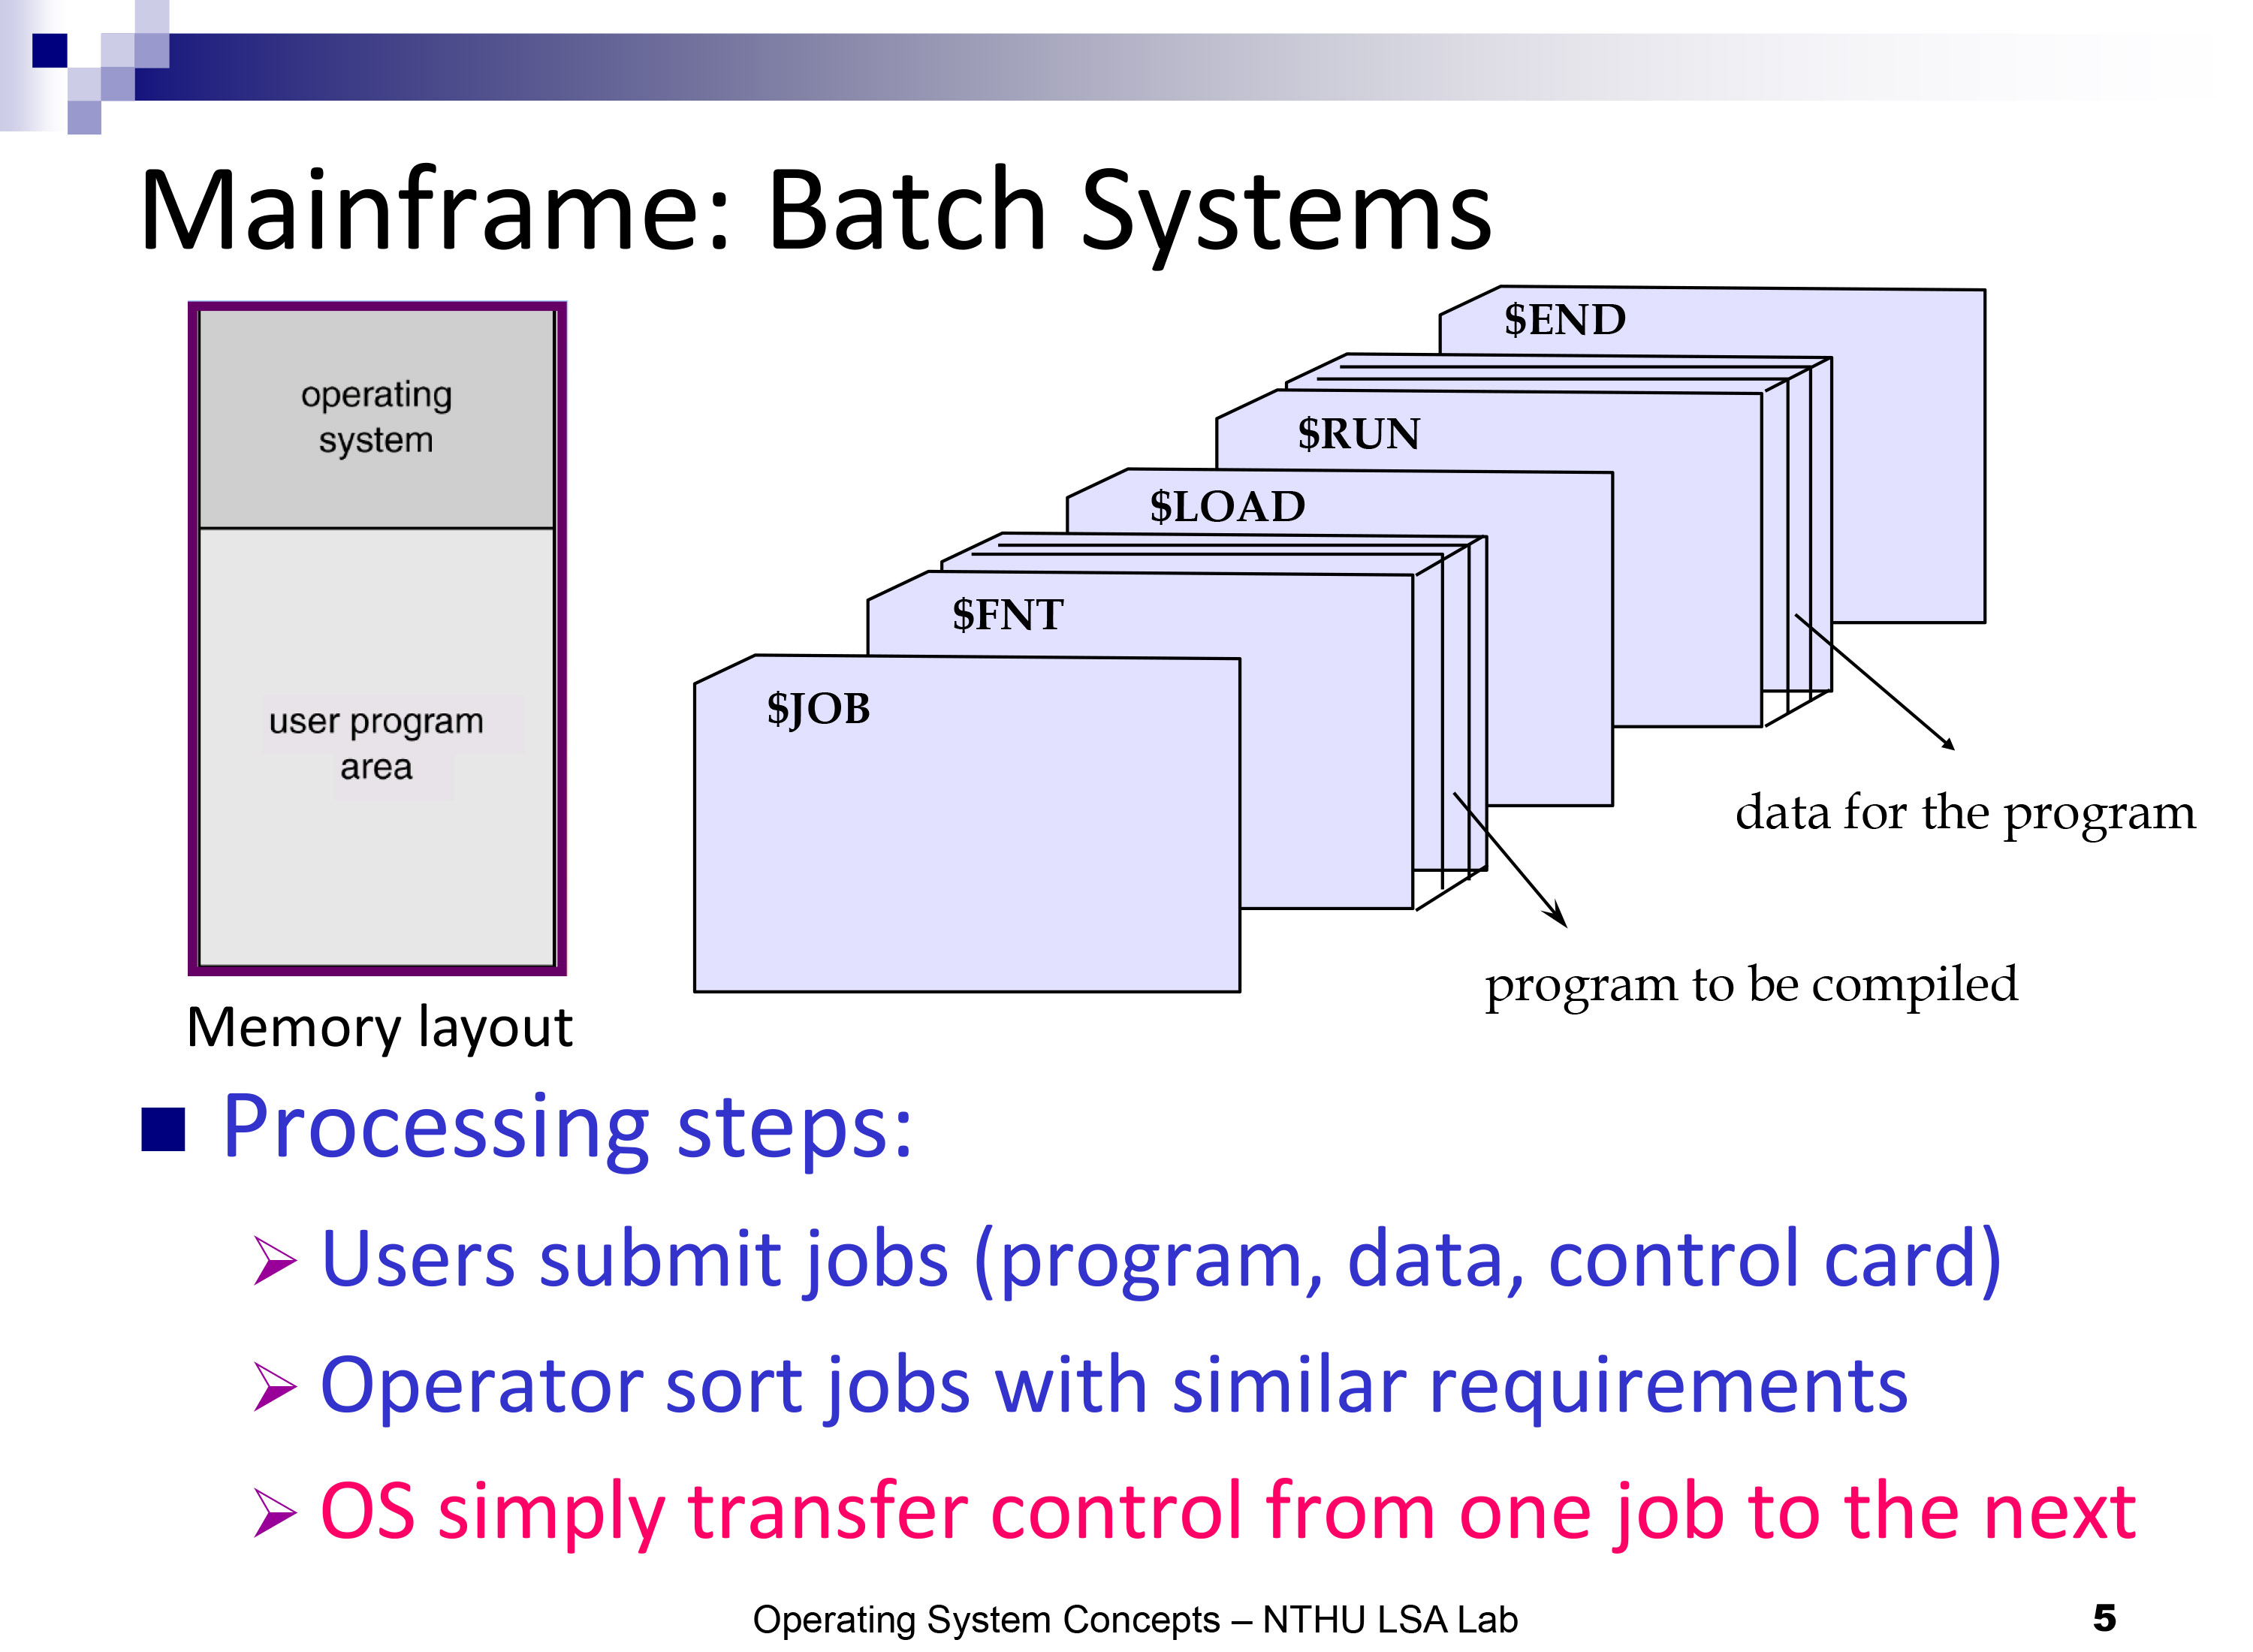 Mainframe: Batch Systems
operating
system
user program
area
Memory layout
$END
$RUN
$LOAD
$FNT
$JOB
data for the program
program to be compiled
Processing steps:
Users submit jobs (program, data, control card)
Operator sort jobs with similar requirements
OS simply transfer control from one job to the next
Operating System Concepts – NTHU LSA Lab
5